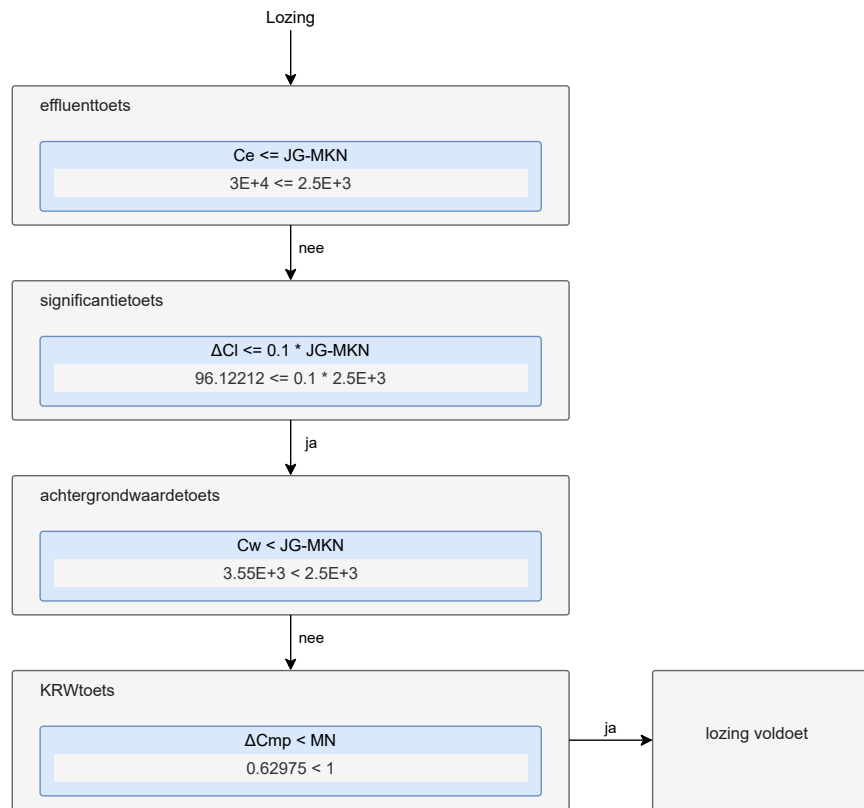 Lozing
effluenttoets
Ce <= JG-MKN
3E+4 <= 2.5E+3
nee
significantietoets
ΔCl <= 0.1 * JG-MKN
96.12212 <= 0.1 * 2.5E+3
ja
achtergrondwaardetoets
Cw < JG-MKN
3.55E+3 < 2.5E+3
nee
KRWtoets
ΔCmp < MN
0.62975 < 1
ja
lozing voldoet